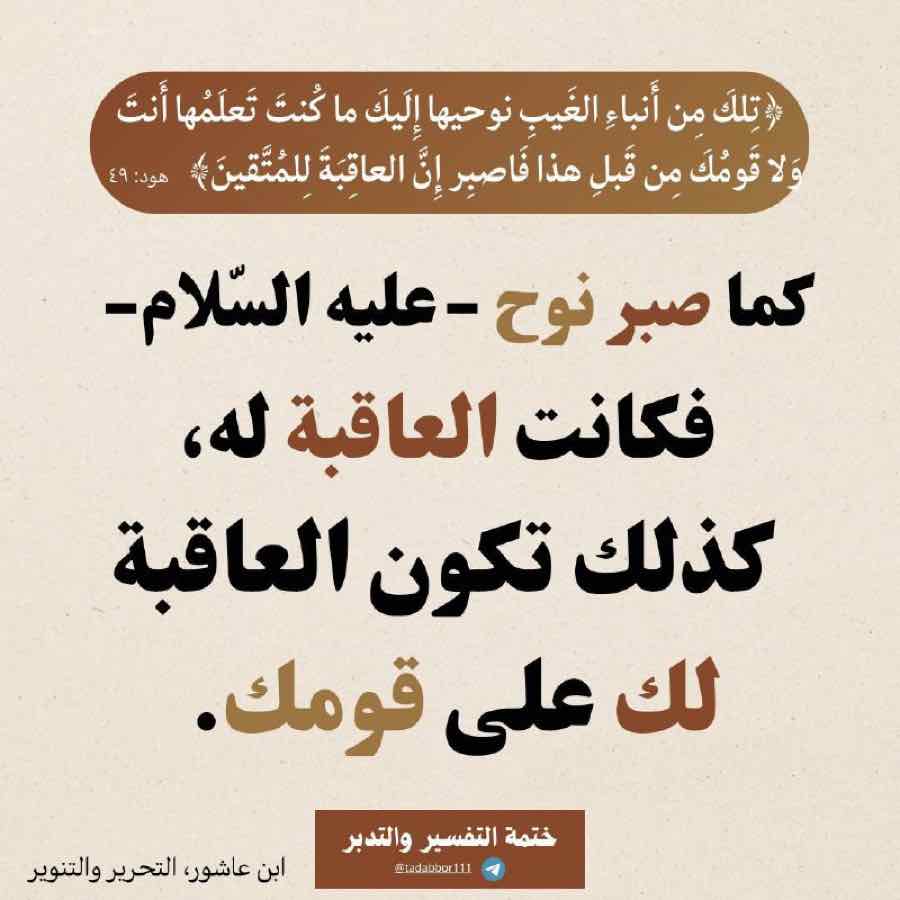 ﴿تِلكَ مِن أَنباءِ الغَيبِ نوحيها إِلَيكَ ما كُنتَ تَعلَمُها أَنتَ
وَلا قَومُكَ مِن قَبلِ هذا فَاصبِر إِنَّ العاقِبَةَ لِلمُتَّقينَ﴾ هود: ٤٩
كما صبر نوح -عليه السّلام-
فكانت العاقبة له،
كذلك تكون العاقبة
لك على قومك.
ختمة التفسير والتدبر
@tadabbor111
ابن عاشور، التحرير والتنوير